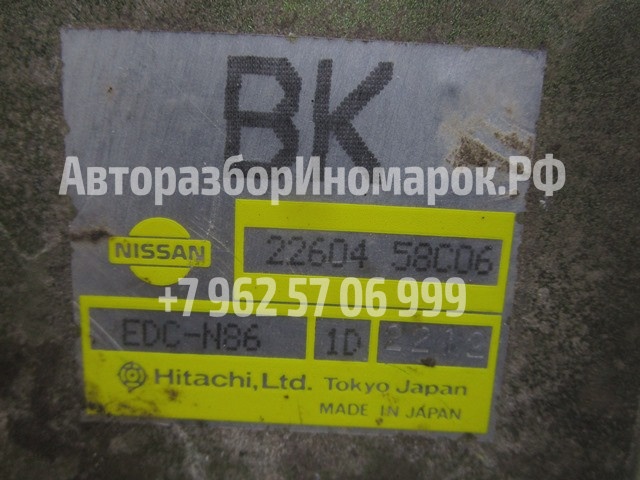 BK
АвторазборИномарок.РФ
NISSAN
22604 58C06
+7 962 57 06 999
EDC-N86 1D 2212
Hitachi, Ltd. Tokyo Japan
MADE IN JAPAN